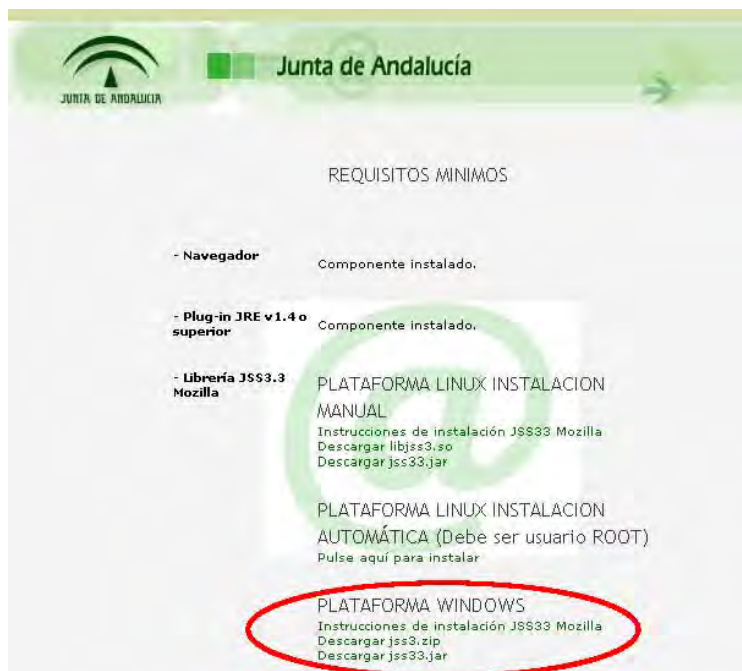 JUNTA DE ANDALUCIA
Junta de Andalucía
REQUISITOS MINIMOS
- Navegador
Componente instalado.
- Plug-in JRE v1.4 o
superior
Componente instalado.
- Librería JSS3.3
Mozilla
PLATAFORMA LINUX INSTALACION
MANUAL
Instrucciones de instalación JSS33 Mozilla
Descargar libjss3.so
Descargar jss33.jar
PLATAFORMA LINUX INSTALACION
AUTOMÁTICA (Debe ser usuario ROOT)
Pulse aquí para instalar
PLATAFORMA WINDOWS
Instrucciones de instalación JSS33 Mozilla
Descargar jss3.zip
Descargar jss33.jar